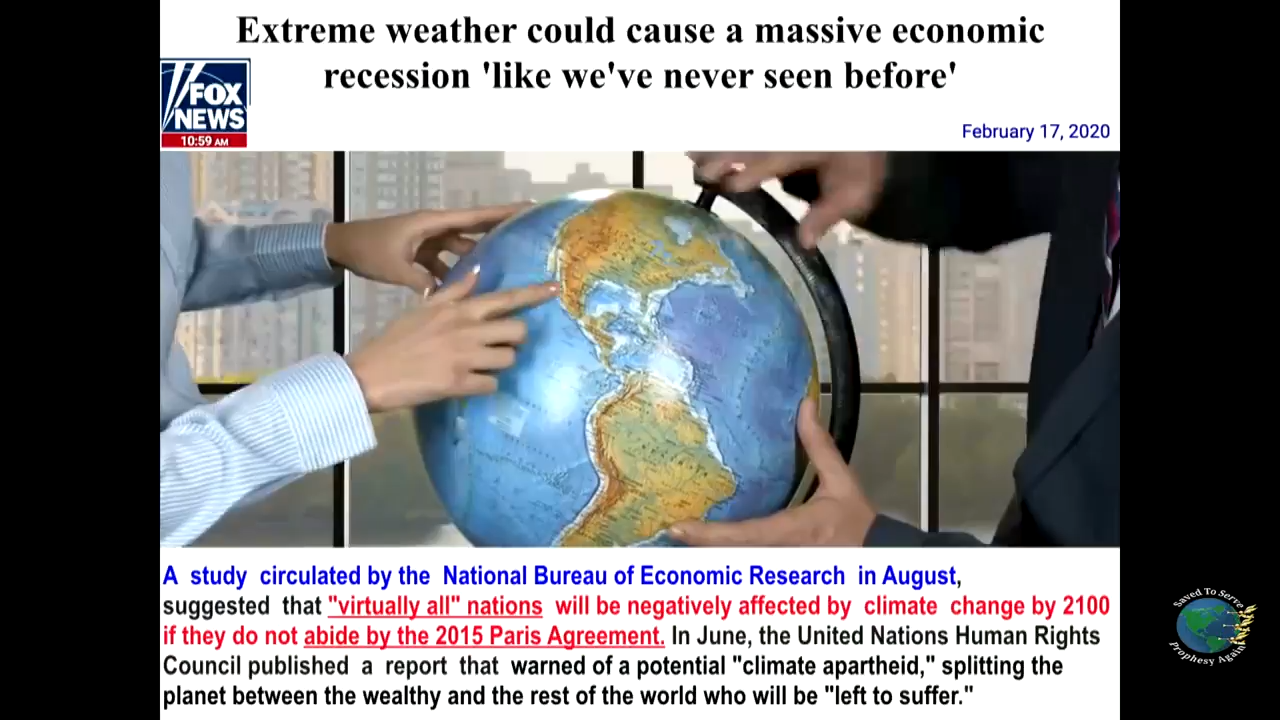 Extreme weather could cause a massive economic
recession 'like we've never seen before'
FOX
NEWS
10:59 AM
February 17, 2020
A study circulated by the National Bureau of Economic Research in August,
suggested that "virtually all" nations will be negatively affected by climate change by 2100
if they do not abide by the 2015 Paris Agreement. In June, the United Nations Human Rights
Council published a report that warned of a potential "climate apartheid," splitting the
planet between the wealthy and the rest of the world who will be "left to suffer."
Saved To Serve
Prophesy Again